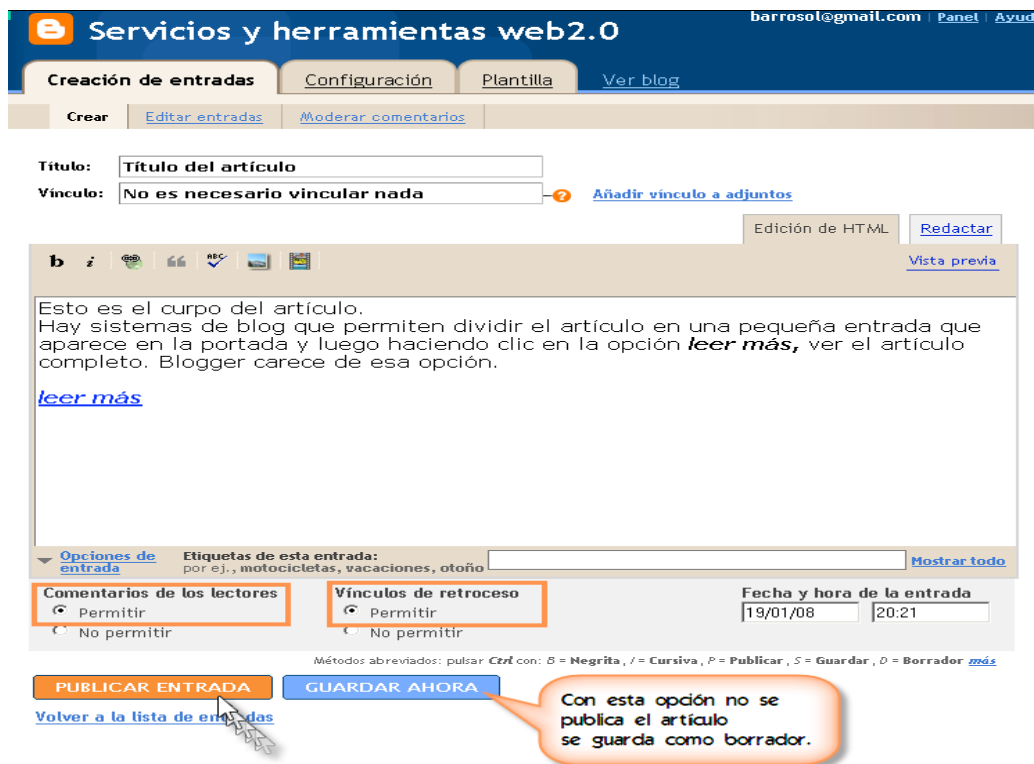 barrosol@gmail.com | Panel | Ayud
Servicios y herramientas web2.0
Creación de entradas Configuración Plantilla Ver blog
Crear Editar entradas Moderar comentarios
Título: Título del artículo
Vínculo: No es necesario vincular nada ? Añadir vínculo a adjuntos
Edición de HTML Redactar
b i ABC Vista previa
Esto es el curpo del artículo.
Hay sistemas de blog que permiten dividir el artículo en una pequeña entrada que
aparece en la portada y luego haciendo clic en la opción leer más, ver el artículo
completo. Blogger carece de esa opción.
leer más
Opciones de entrada
Etiquetas de esta entrada:
por ej., motocicletas, vacaciones, otoño
Mostrar todo
Comentarios de los lectores
Permitir
No permitir
Vínculos de retroceso
Permitir
No permitir
Fecha y hora de la entrada
19/01/08 20:21
Métodos abreviados: pulsar Ctrl con: B = Negrita, I = Cursiva, P = Publicar, S = Guardar, D = Borrador más
PUBLICAR ENTRADA GUARDAR AHORA
Volver a la lista de entradas
Con esta opción no se
publica el artículo
se guarda como borrador.